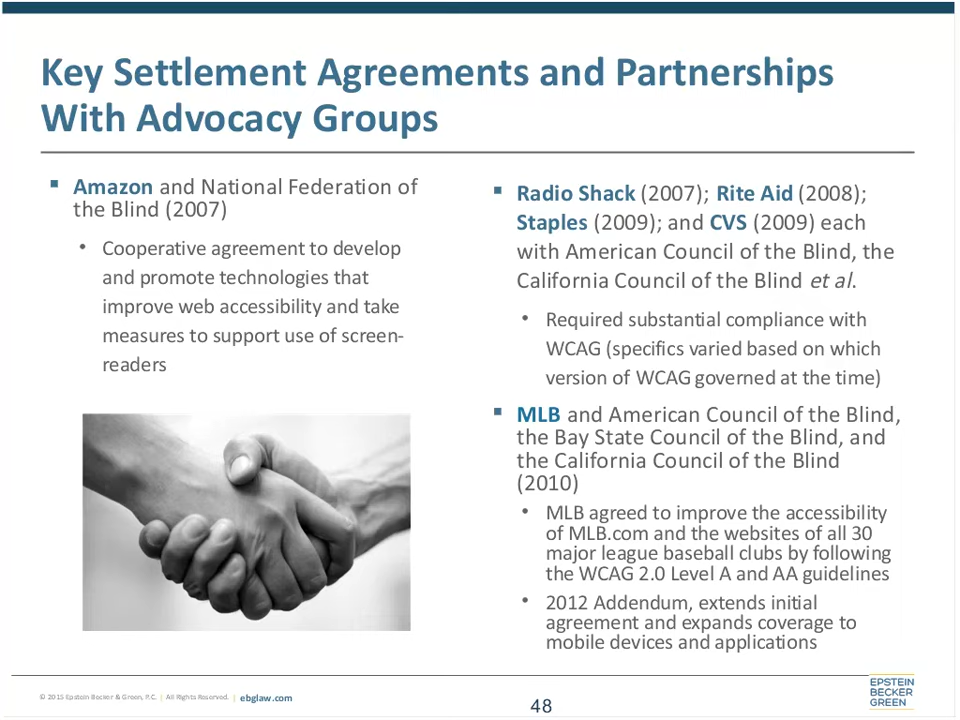 Key Settlement Agreements and Partnerships
With Advocacy Groups
▪ Amazon and National Federation of
the Blind (2007)
• Cooperative agreement to develop
and promote technologies that
improve web accessibility and take
measures to support use of screen-
readers
▪ Radio Shack (2007); Rite Aid (2008);
Staples (2009); and CVS (2009) each
with American Council of the Blind, the
California Council of the Blind et al.
• Required substantial compliance with
WCAG (specifics varied based on which
version of WCAG governed at the time)
▪ MLB and American Council of the Blind,
the Bay State Council of the Blind, and
the California Council of the Blind
(2010)
• MLB agreed to improve the accessibility
of MLB.com and the websites of all 30
major league baseball clubs by following
the WCAG 2.0 Level A and AA guidelines
• 2012 Addendum, extends initial
agreement and expands coverage to
mobile devices and applications
© 2015 Epstein Becker & Green, P.C. | All Rights Reserved. | ebglaw.com
48
EPSTEIN
BECKER
GREEN